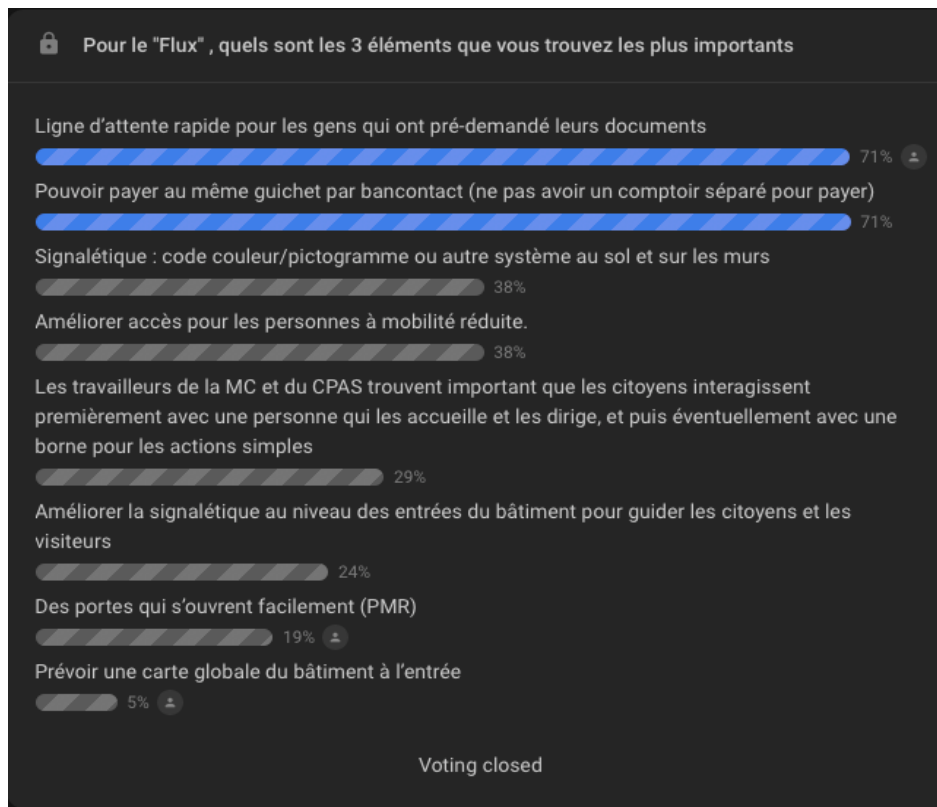 Pour le "Flux" , quels sont les 3 éléments que vous trouvez les plus importants
Ligne d’attente rapide pour les gens qui ont pré-demandé leurs documents
71%
Pouvoir payer au même guichet par bancontact (ne pas avoir un comptoir séparé pour payer)
71%
Signalétique : code couleur/pictogramme ou autre système au sol et sur les murs
38%
Améliorer accès pour les personnes à mobilité réduite.
38%
Les travailleurs de la MC et du CPAS trouvent important que les citoyens interagissent
premièrement avec une personne qui les accueille et les dirige, et puis éventuellement avec une
borne pour les actions simples
29%
Améliorer la signalétique au niveau des entrées du bâtiment pour guider les citoyens et les
visiteurs
24%
Des portes qui s’ouvrent facilement (PMR)
19%
Prévoir une carte globale du bâtiment à l’entrée
5%
Voting closed